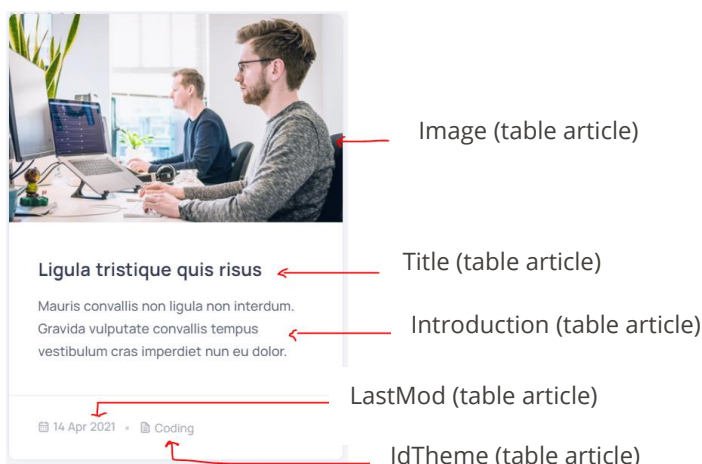 Image (table article)
Ligula tristique quis risus
Title (table article)
Mauris convallis non ligula non interdum.
Gravida vulputate convallis tempus
vestibulum cras imperdiet nun eu dolor.
Introduction (table article)
LastMod (table article)
14 Apr 2021 • Coding
IdTheme (table article)